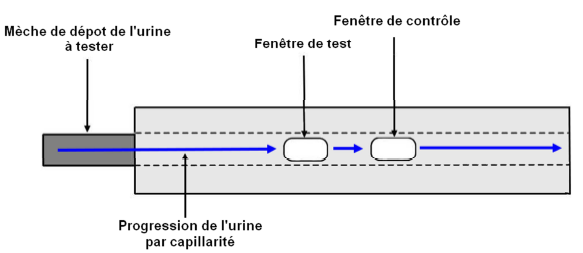 Fenêtre de contrôle
Mèche de dépot de l'urine
à tester
Fenêtre de test
Progression de l'urine
par capillarité